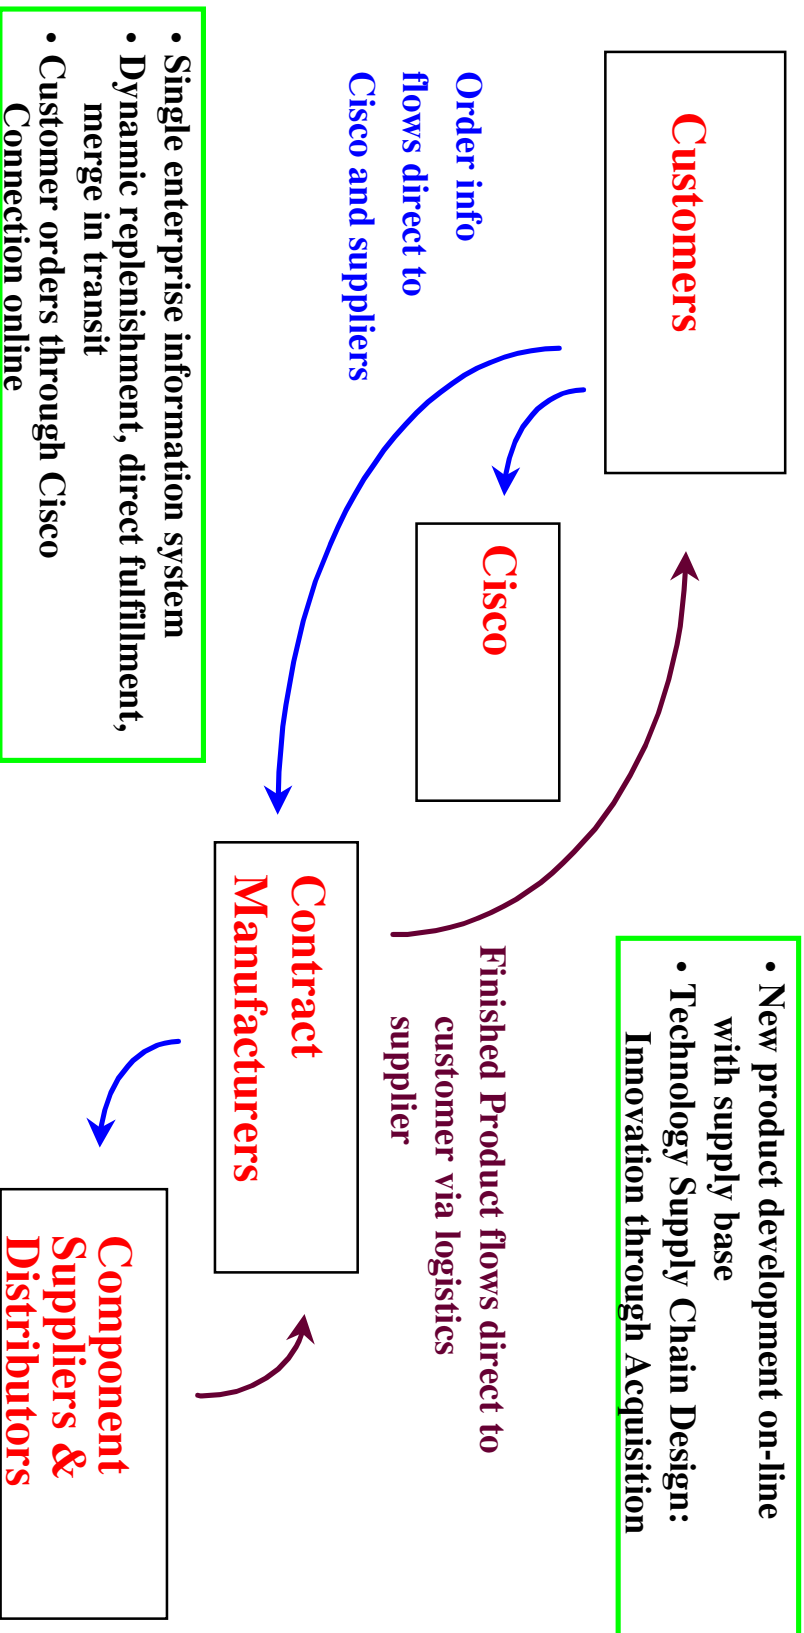 Customers
• New product development on-line
with supply base
• Technology Supply Chain Design:
Innovation through Acquisition
Cisco
Order info
flows direct to
Cisco and suppliers
Finished Product flows direct to
customer via logistics
supplier
Contract
Manufacturers
• Single enterprise information system
• Dynamic replenishment, direct fulfillment,
merge in transit
• Customer orders through Cisco
Connection online
Component
Suppliers &
Distributors